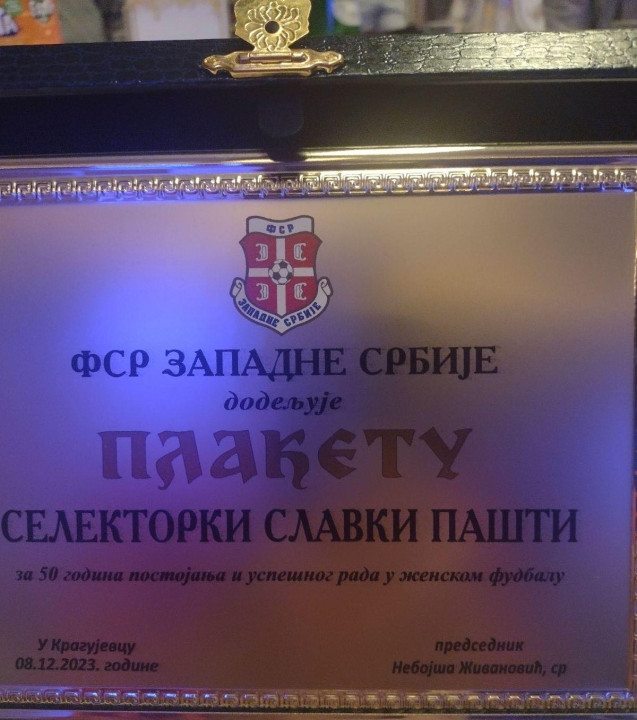 ФСР
ЗАПАДНЕ СРБИЈЕ
ФСР ЗАПАДНЕ СРБИЈЕ
додељује
ПЛАКЕТУ
СЕЛЕКТОРКИ СЛАВКИ ПАШТИ
за 50 година постојања и успешног рада у женском фудбалу
У Крагујевцу
08.12.2023. године
председник
Небојша Живановић, ср